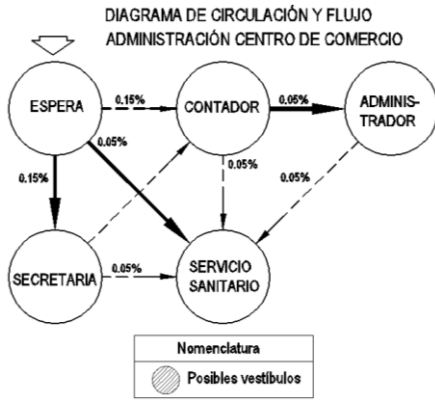 DIAGRAMA DE CIRCULACIÓN Y FLUJO
ADMINISTRACIÓN CENTRO DE COMERCIO
ESPERA
0.15%
CONTADOR
0.05%
ADMINIS-
TRADOR
0.05%
0.15%
0.05%
0.05%
SECRETARIA
0.05%
SERVICIO
SANITARIO
Nomenclatura
Posibles vestíbulos